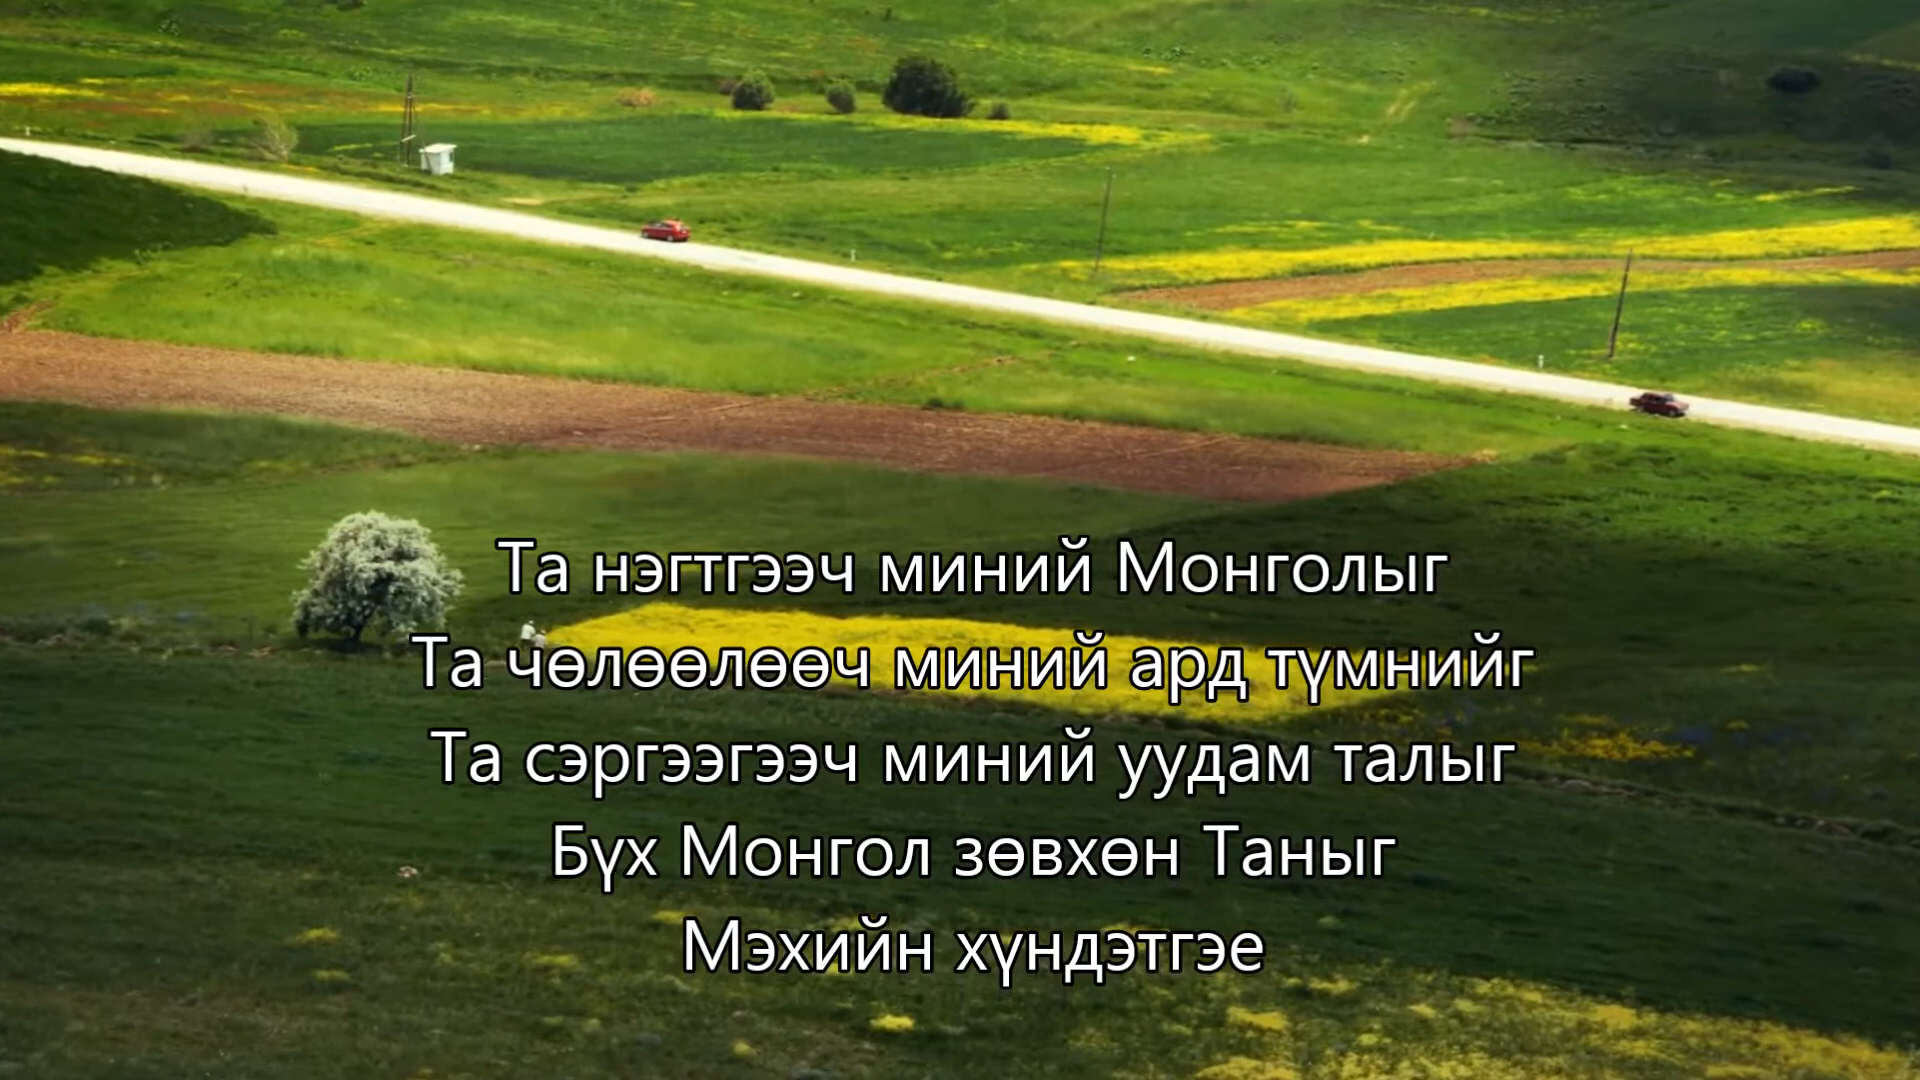 Та нэгтгээч миний Монголыг
Та чөлөөлөөч миний ард түмнийг
Та сэргээгээч миний уудам талыг
Бүх Монгол зөвхөн Таныг
Мэхийн хүндэтгэе